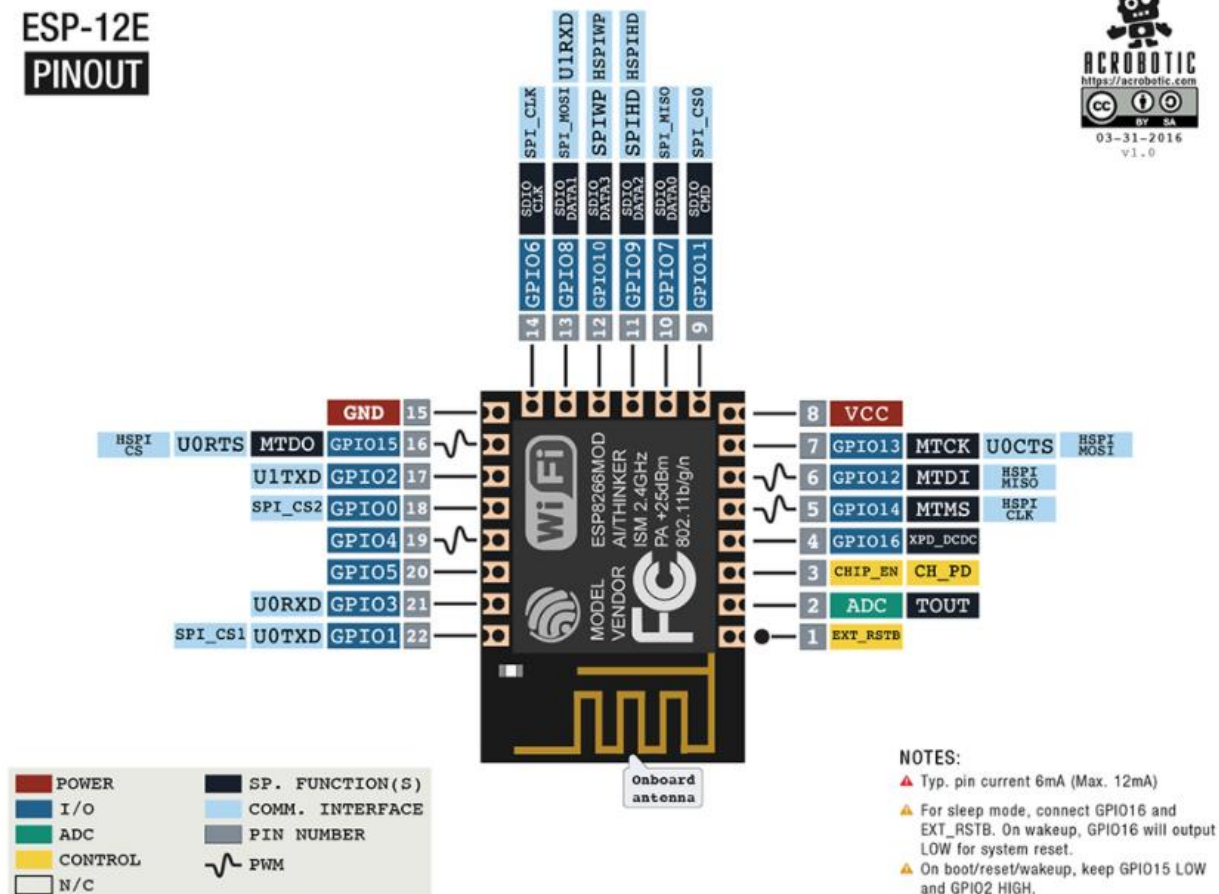 ESP-12E
PINOUT
ACROBOTIC
https://acrobotic.com
cc
BY SA
03-31-2016
v1.0
SPI_CLK
SDIO CLK
GPIO6
14
U1RXD
SPI_MOSI
SDIO DATA1
GPIO8
13
HSPIWP
SPIWP
SDIO DATA3
GPIO10
12
HSPIHD
SPIHD
SDIO DATA2
GPIO9
11
SPI_MISO
SDIO DATA0
GPIO7
10
SPI_CS0
SDIO CMD
GPIO11
9
GND 15
HSPI CS U0RTS MTDO GPIO15 16
U1TXD GPIO2 17
SPI_CS2 GPIO0 18
GPIO4 19
GPIO5 20
U0RXD GPIO3 21
SPI_CS1 U0TXD GPIO1 22
WiFi
FC
MODEL ESP8266MOD
VENDOR AI/THINKER
ISM 2.4GHz
PA +25dBm
802.11b/g/n
8 VCC
7 GPIO13 MTCK U0CTS HSPI MOSI
6 GPIO12 MTDI HSPI MISO
5 GPIO14 MTMS HSPI CLK
4 GPIO16 XPD_DCDC
3 CHIP_EN CH_PD
2 ADC TOUT
1 EXT_RSTB
Onboard
antenna
POWER
I/O
ADC
CONTROL
N/C
SP. FUNCTION(S)
COMM. INTERFACE
PIN NUMBER
PWM
NOTES:
Typ. pin current 6mA (Max. 12mA)
For sleep mode, connect GPIO16 and
EXT_RSTB. On wakeup, GPIO16 will output
LOW for system reset.
On boot/reset/wakeup, keep GPIO15 LOW
and GPIO2 HIGH.